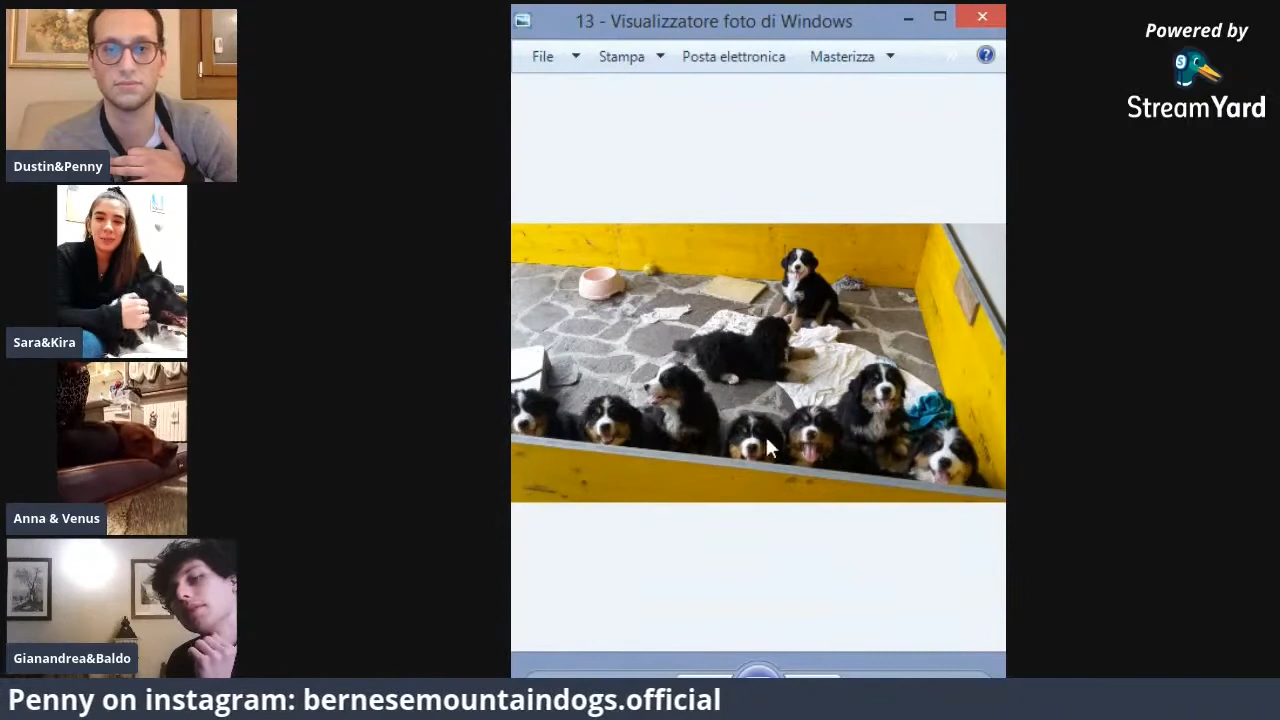 13 - Visualizzatore foto di Windows
File Stampa Posta elettronica Masterizza
Powered by
StreamYard
Dustin&Penny
Sara&Kira
Anna & Venus
Gianandrea&Baldo
Penny on instagram: bernesemountaindogs.official